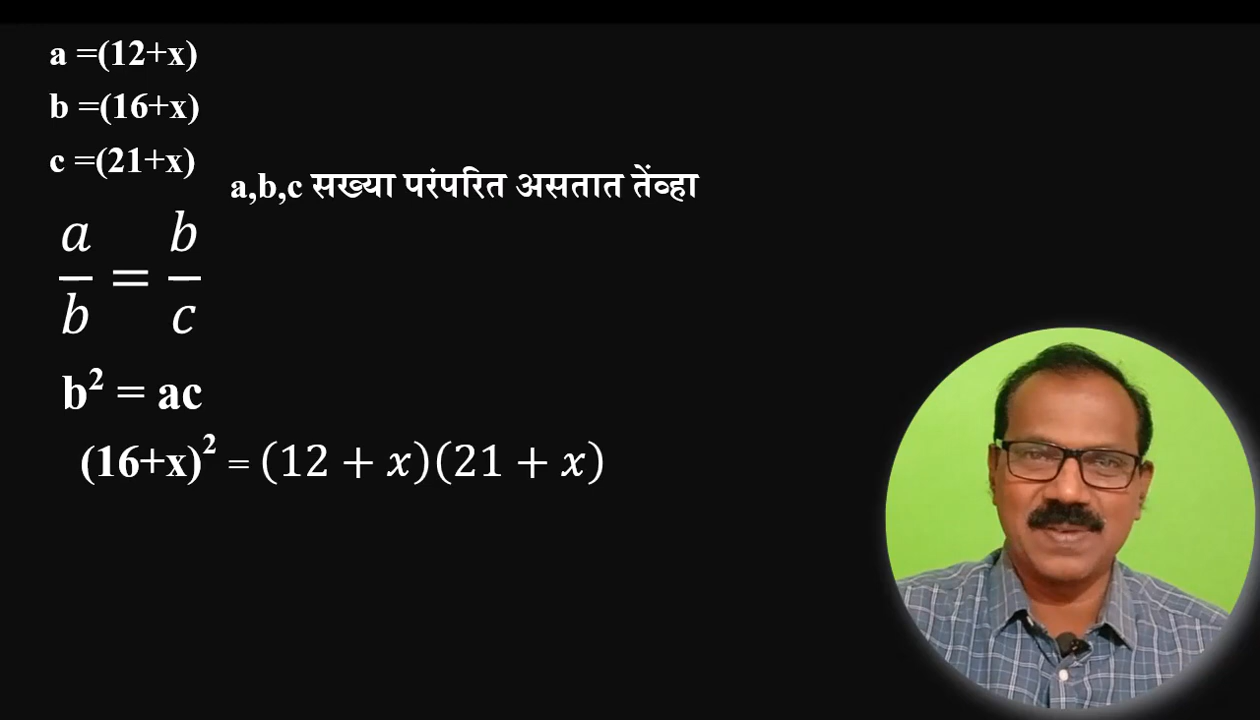 a =(12+x)
b =(16+x)
c =(21+x)
a,b,c सख्या परंपरित असतात तेंव्हा
a/b = b/c
b² = ac
(16+x)² = (12 + x)(21 + x)